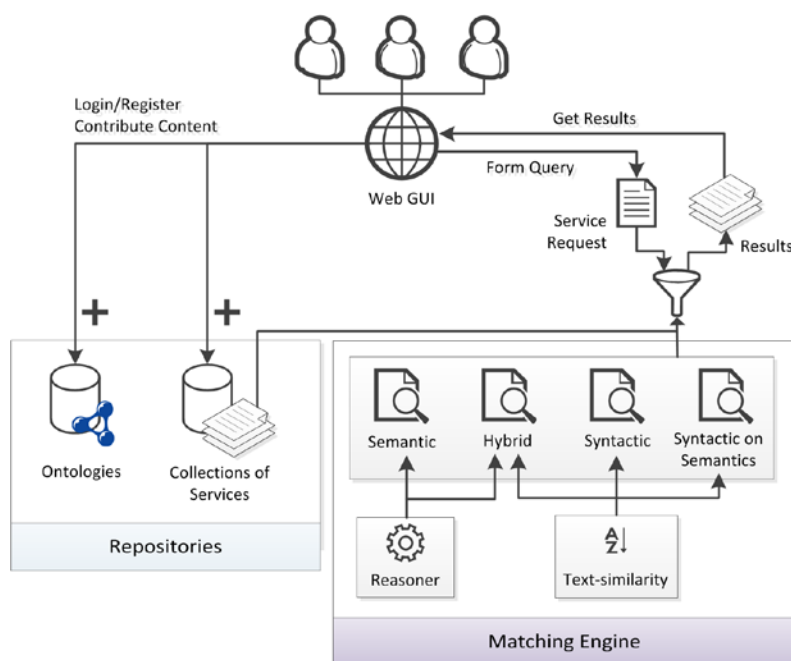 Login/Register
Contribute Content
Get Results
Web GUI
Form Query
Service
Request
Results
Semantic
Hybrid
Syntactic
Syntactic on
Semantics
Ontologies
Collections of
Services
Repositories
Reasoner
A
Z
Text-similarity
Matching Engine